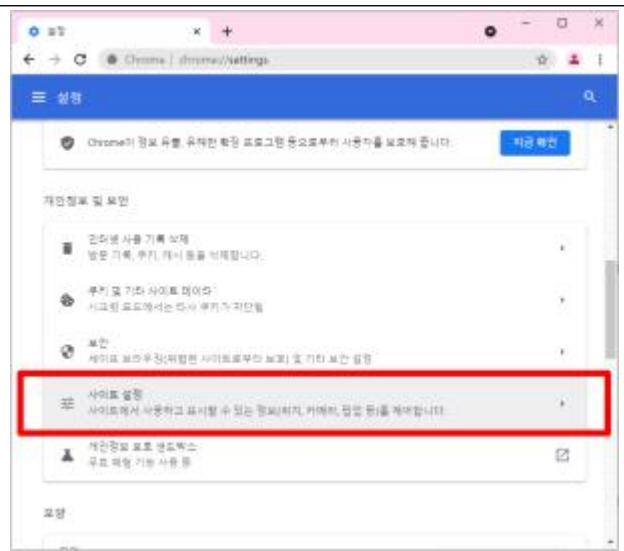 설정
Chrome | chrome://settings
설정
Chrome이 정보 유출, 유해한 확장 프로그램 등으로부터 사용자를 보호해 줍니다.
지금 확인
개인정보 및 보안
인터넷 사용 기록 삭제
방문 기록, 쿠키, 캐시 등을 삭제합니다.
쿠키 및 기타 사이트 데이터
시크릿 모드에서는 타사 쿠키가 차단됨
보안
세이프 브라우징(위험한 사이트로부터 보호) 및 기타 보안 설정
사이트 설정
사이트에서 사용하고 표시할 수 있는 정보(위치, 카메라, 팝업 등)를 제어합니다.
개인정보 보호 샌드박스
무료 체험 기능 사용 중
모양